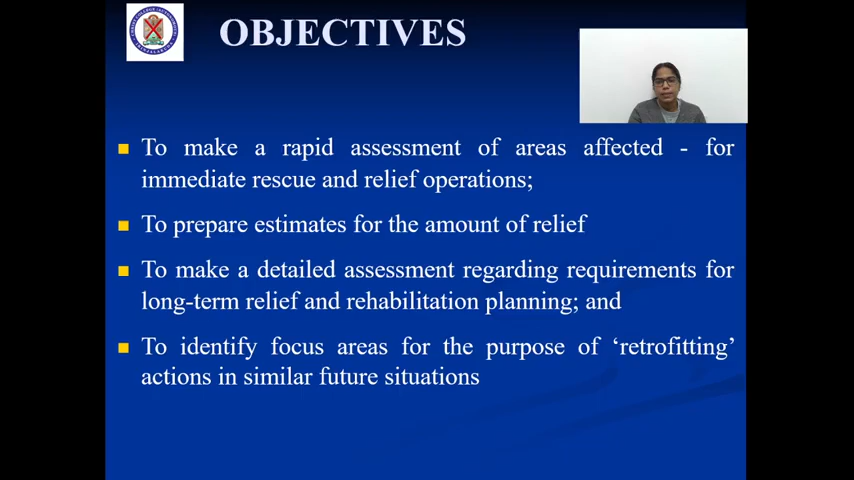 OBJECTIVES
To make a rapid assessment of areas affected - for
immediate rescue and relief operations;
To prepare estimates for the amount of relief
To make a detailed assessment regarding requirements for
long-term relief and rehabilitation planning; and
To identify focus areas for the purpose of ‘retrofitting’
actions in similar future situations